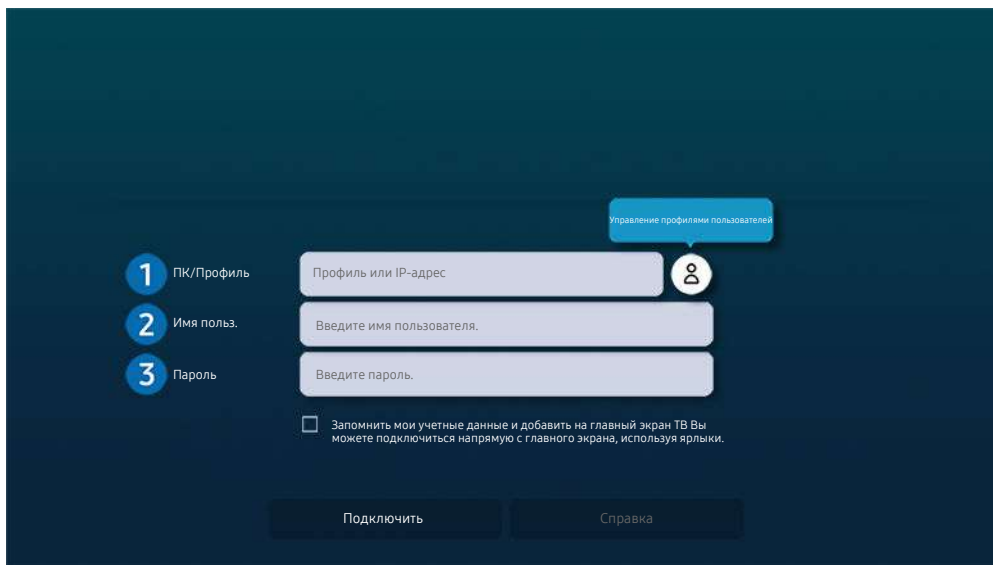 Управление профилями пользователей
1 ПК/Профиль Профиль или IP-адрес
2 Имя польз. Введите имя пользователя.
3 Пароль Введите пароль.
Запомнить мои учетные данные и добавить на главный экран ТВ Вы
можете подключиться напрямую с главного экрана, используя ярлыки.
Подключить Справка